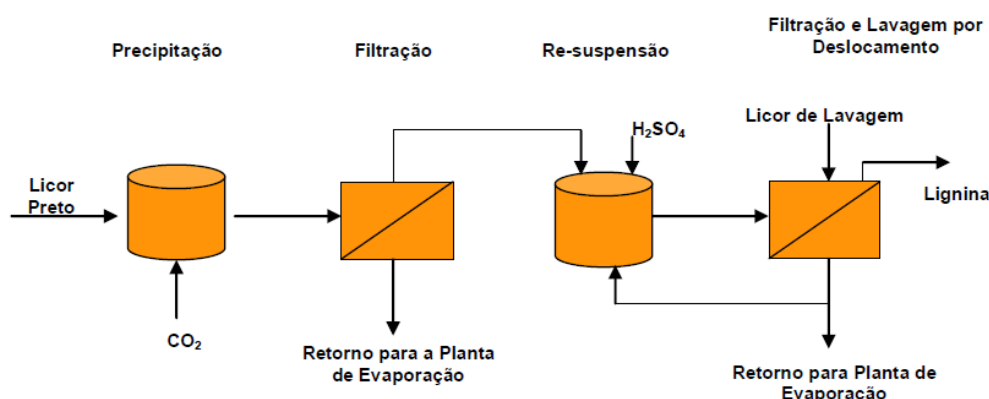 Precipitação
Filtração
Re-suspensão
Filtração e Lavagem por
Deslocamento
Licor
Preto
CO₂
Retorno para a Planta
de Evaporação
H₂SO₄
Licor de Lavagem
Lignina
Retorno para Planta de
Evaporação